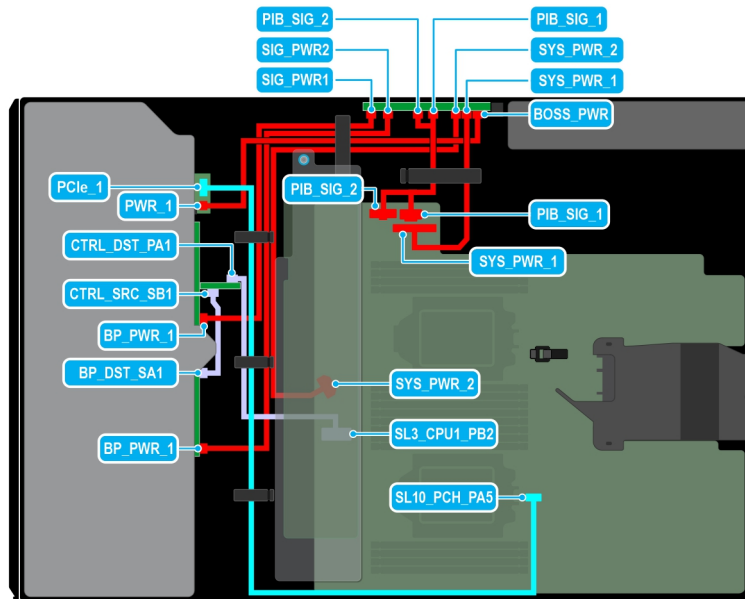 PIB_SIG_2
PIB_SIG_1
SIG_PWR2
SYS_PWR_2
SIG_PWR1
SYS_PWR_1
BOSS_PWR
PCIe_1
PIB_SIG_2
PWR_1
PIB_SIG_1
CTRL_DST_PA1
SYS_PWR_1
CTRL_SRC_SB1
BP_PWR_1
BP_DST_SA1
SYS_PWR_2
SL3_CPU1_PB2
BP_PWR_1
SL10_PCH_PA5